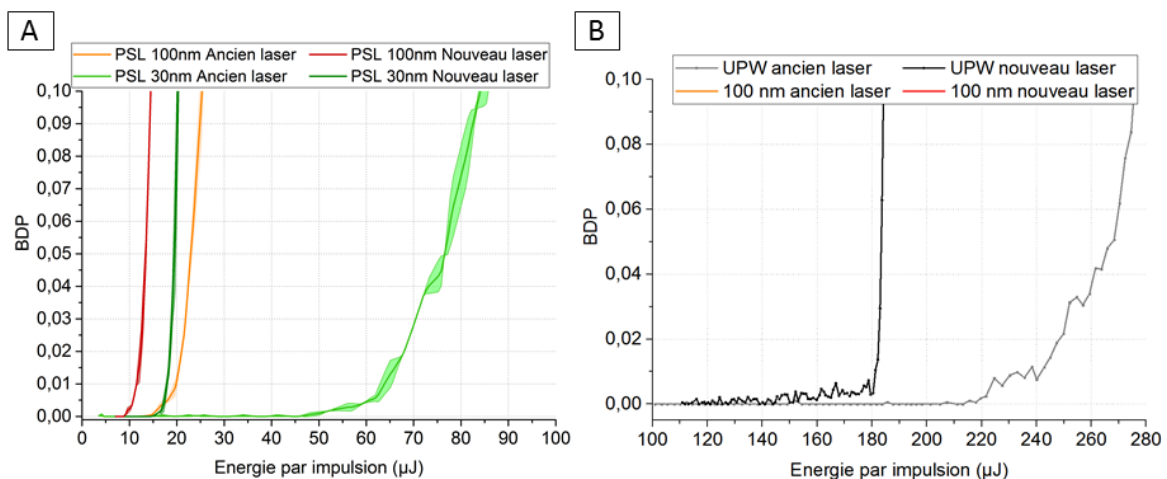 A
PSL 100nm Ancien laser PSL 100nm Nouveau laser
PSL 30nm Ancien laser PSL 30nm Nouveau laser
0,10
0,09
0,08
0,07
0,06
0,05
0,04
0,03
0,02
0,01
0,00
BDP
0 10 20 30 40 50 60 70 80 90 100
Energie par impulsion (µJ)
B
UPW ancien laser UPW nouveau laser
100 nm ancien laser 100 nm nouveau laser
0,10
0,08
0,06
0,04
0,02
0,00
BDP
100 120 140 160 180 200 220 240 260 280
Energie par impulsion (µJ)